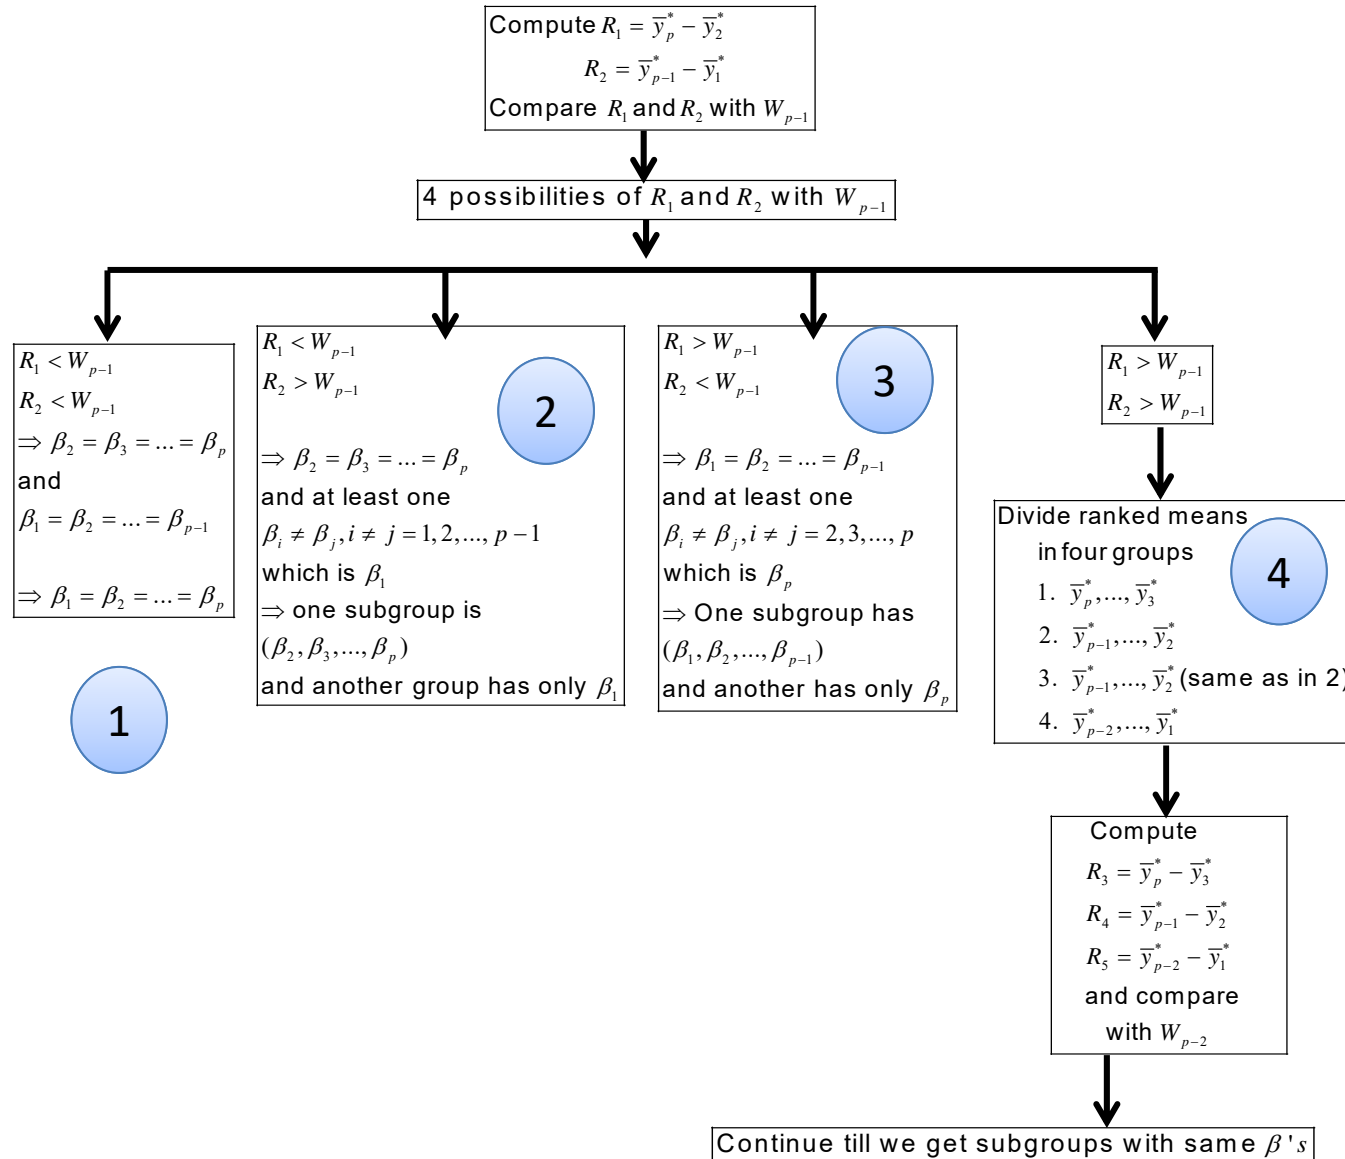 Compute R₁ = ȳ*ₚ − ȳ*₂
R₂ = ȳ*ₚ₋₁ − ȳ*₁
Compare R₁ and R₂ with Wₚ₋₁
4 possibilities of R₁ and R₂ with Wₚ₋₁
R₁ < Wₚ₋₁
R₂ < Wₚ₋₁
⇒ β₂ = β₃ = ... = βₚ
and
β₁ = β₂ = ... = βₚ₋₁
⇒ β₁ = β₂ = ... = βₚ
1
R₁ < Wₚ₋₁
R₂ > Wₚ₋₁
2
⇒ β₂ = β₃ = ... = βₚ
and at least one
βᵢ ≠ βⱼ, i ≠ j = 1, 2, ..., p − 1
which is β₁
⇒ one subgroup is
(β₂, β₃, ..., βₚ)
and another group has only β₁
R₁ > Wₚ₋₁
R₂ < Wₚ₋₁
3
⇒ β₁ = β₂ = ... = βₚ₋₁
and at least one
βᵢ ≠ βⱼ, i ≠ j = 2, 3, ..., p
which is βₚ
⇒ One subgroup has
(β₁, β₂, ..., βₚ₋₁)
and another has only βₚ
R₁ > Wₚ₋₁
R₂ > Wₚ₋₁
Divide ranked means
in four groups
1. ȳ*ₚ, ..., ȳ*₃
2. ȳ*ₚ₋₁, ..., ȳ*₂
3. ȳ*ₚ₋₁, ..., ȳ*₂ (same as in 2)
4. ȳ*ₚ₋₂, ..., ȳ*₁
4
Compute
R₃ = ȳ*ₚ − ȳ*₃
R₄ = ȳ*ₚ₋₁ − ȳ*₂
R₅ = ȳ*ₚ₋₂ − ȳ*₁
and compare
with Wₚ₋₂
Continue till we get subgroups with same β 's